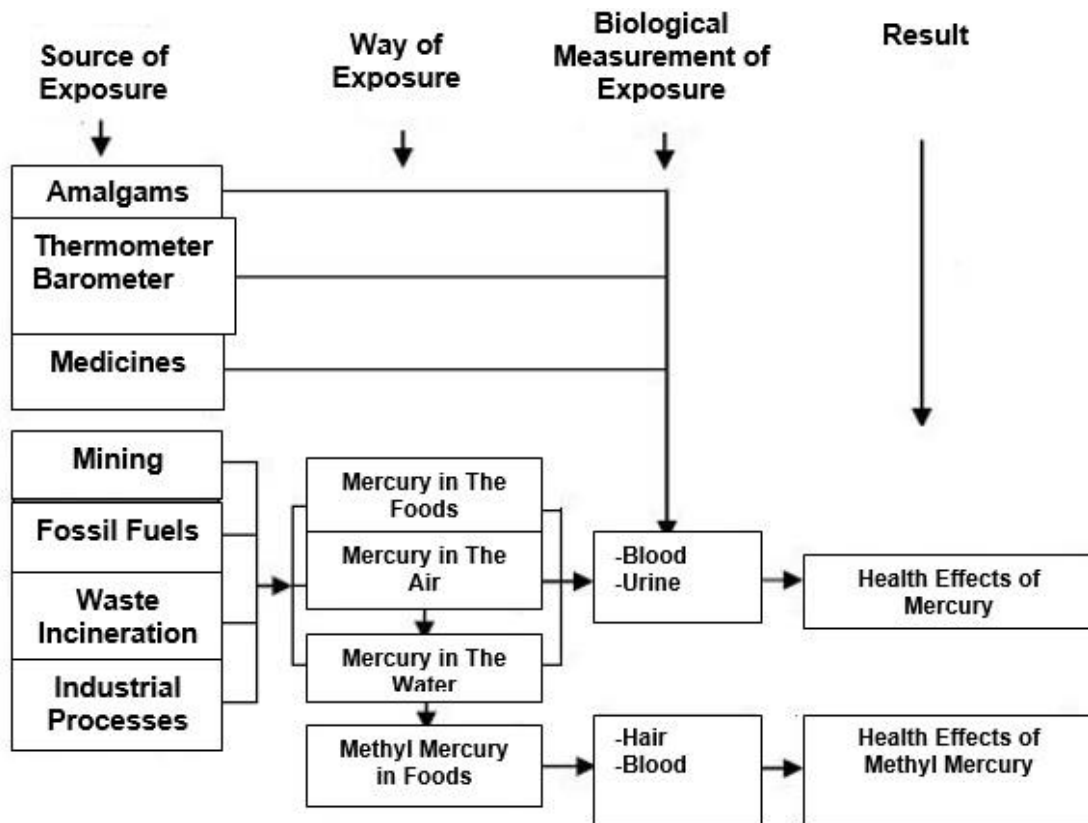 Source of
Exposure
Way of
Exposure
Biological
Measurement of
Exposure
Result
Amalgams
Thermometer
Barometer
Medicines
Mining
Fossil Fuels
Waste
Incineration
Industrial
Processes
Mercury in The
Foods
Mercury in The
Air
Mercury in The
Water
Methyl Mercury
in Foods
-Blood
-Urine
-Hair
-Blood
Health Effects of
Mercury
Health Effects of
Methyl Mercury